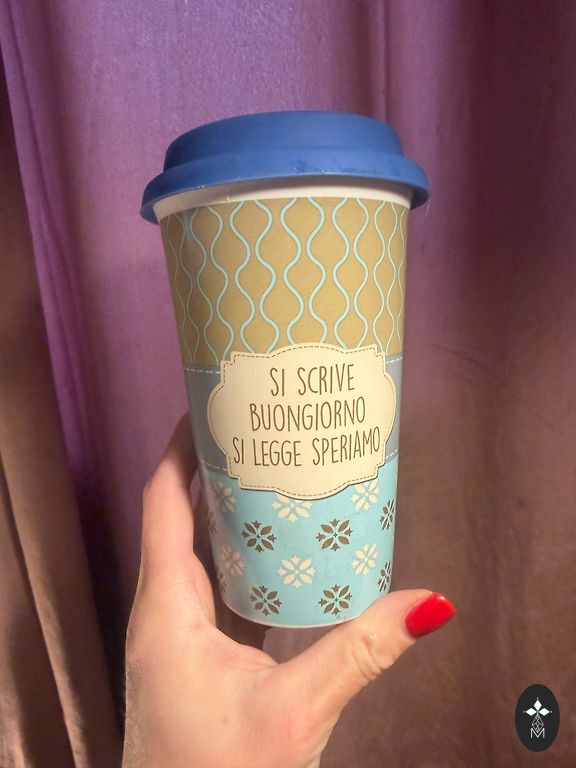 SI SCRIVE
BUONGIORNO
SI LEGGE SPERIAMO
M